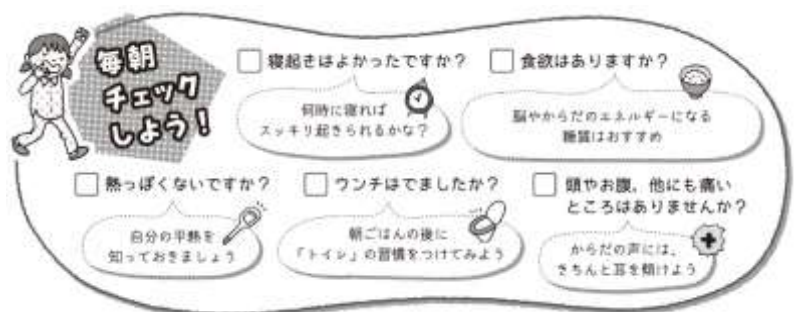 毎朝
チェック
しよう！
□ 寝起きはよかったですか？
何時に寝れば
スッキリ起きられるかな？
□ 食欲はありますか？
脳やからだのエネルギーになる
糖質はおすすめ
□ 熱っぽくないですか？
自分の平熱を
知っておきましょう
□ ウンチはでましたか？
朝ごはんの後に
「トイレ」の習慣をつけてみよう
□ 頭やお腹、他にも痛い
ところはありませんか？
からだの声には、
きちんと耳を傾けよう